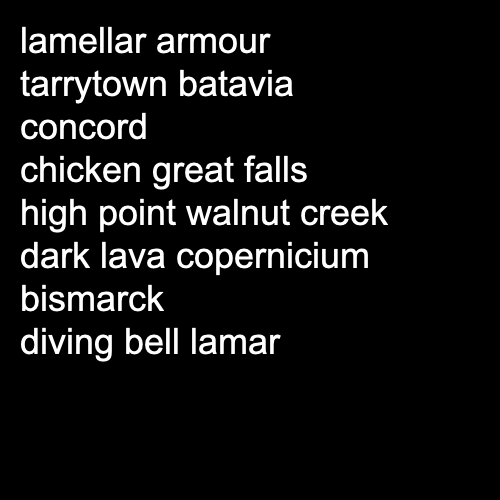 lamellar armour
tarrytown batavia
concord
chicken great falls
high point walnut creek
dark lava copernicium
bismarck
diving bell lamar